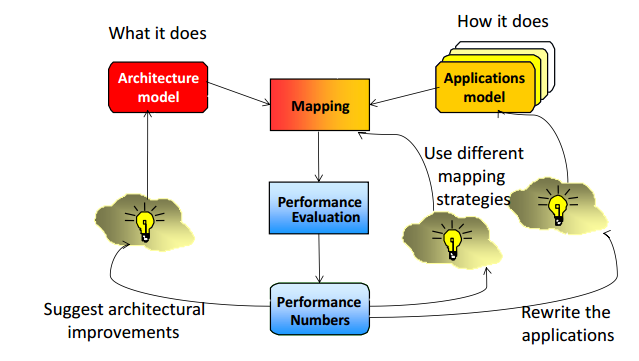 What it does
How it does
Architecture
model
Applications
model
Mapping
Use different
mapping
strategies
Performance
Evaluation
Performance
Numbers
Suggest architectural
improvements
Rewrite the
applications